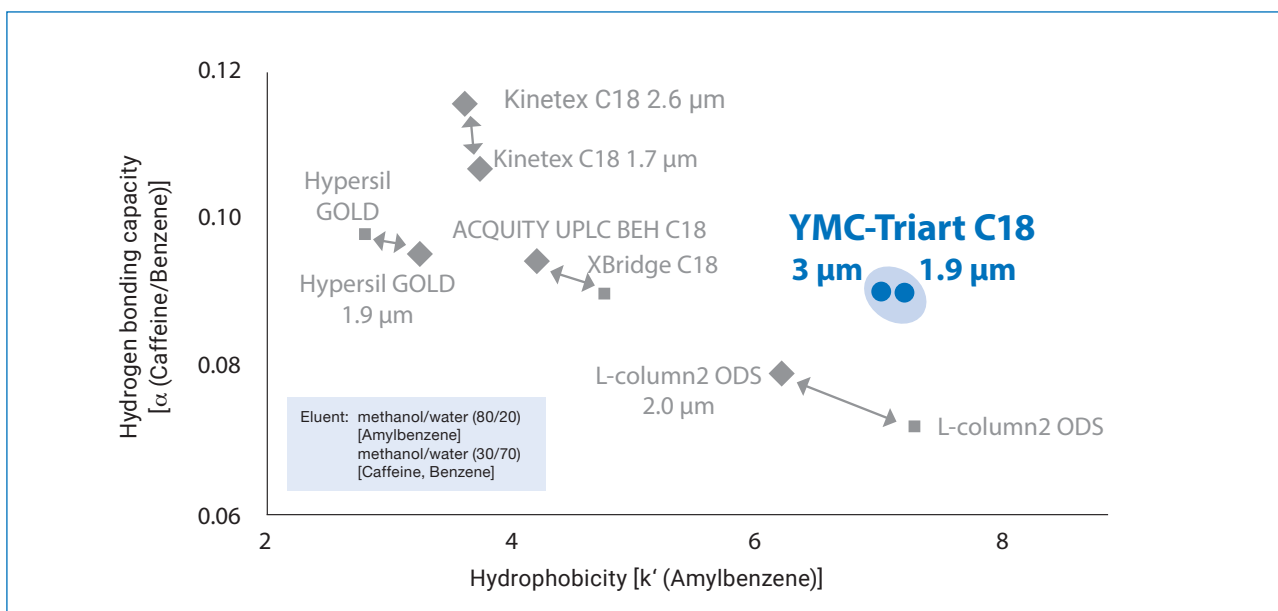 Hydrogen bonding capacity
[α (Caffeine/Benzene)]
0.12
0.10
0.08
0.06
Kinetex C18 2.6 µm
Kinetex C18 1.7 µm
Hypersil
GOLD
Hypersil GOLD
1.9 µm
ACQUITY UPLC BEH C18
XBridge C18
YMC-Triart C18
3 µm 1.9 µm
L-column2 ODS
2.0 µm
L-column2 ODS
Eluent: methanol/water (80/20)
[Amylbenzene]
methanol/water (30/70)
[Caffeine, Benzene]
2 4 6 8
Hydrophobicity [k‘ (Amylbenzene)]